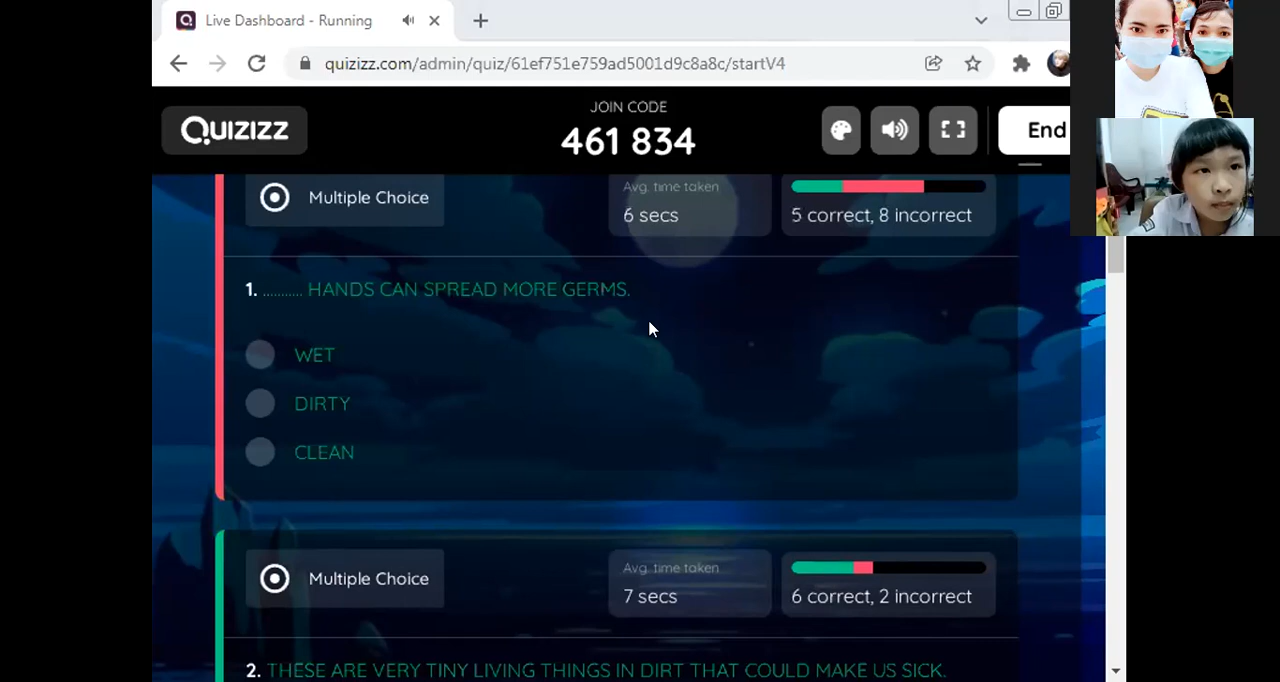 Live Dashboard - Running
quizizz.com/admin/quiz/61ef751e759ad5001d9c8a8c/startV4
Quizizz
JOIN CODE
461 834
End
Multiple Choice
Avg. time taken
6 secs
5 correct, 8 incorrect
1. ........... HANDS CAN SPREAD MORE GERMS.
WET
DIRTY
CLEAN
Multiple Choice
Avg. time taken
7 secs
6 correct, 2 incorrect
2. THESE ARE VERY TINY LIVING THINGS IN DIRT THAT COULD MAKE US SICK.